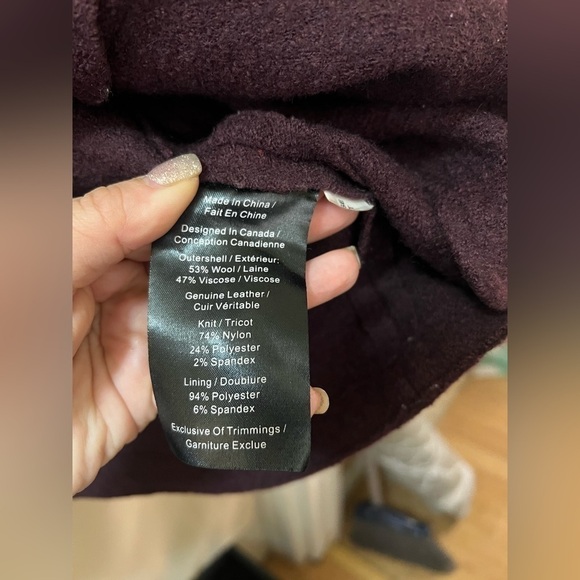 Made In China /
Fait En Chine
Designed In Canada /
Conception Canadienne
Outershell / Extérieur:
53% Wool / Laine
47% Viscose / Viscose
Genuine Leather /
Cuir Véritable
Knit / Tricot
74% Nylon
24% Polyester
2% Spandex
Lining / Doublure
94% Polyester
6% Spandex
Exclusive Of Trimmings /
Garniture Exclue